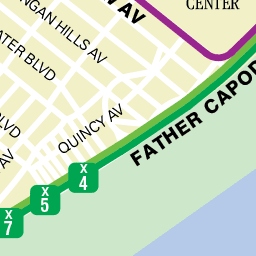 CENTER
AV
NGAN HILLS AV
ATER BLVD
BLVD
QUINCY AV
AV
FATHER CAPOD
X
4
X
5
X
7